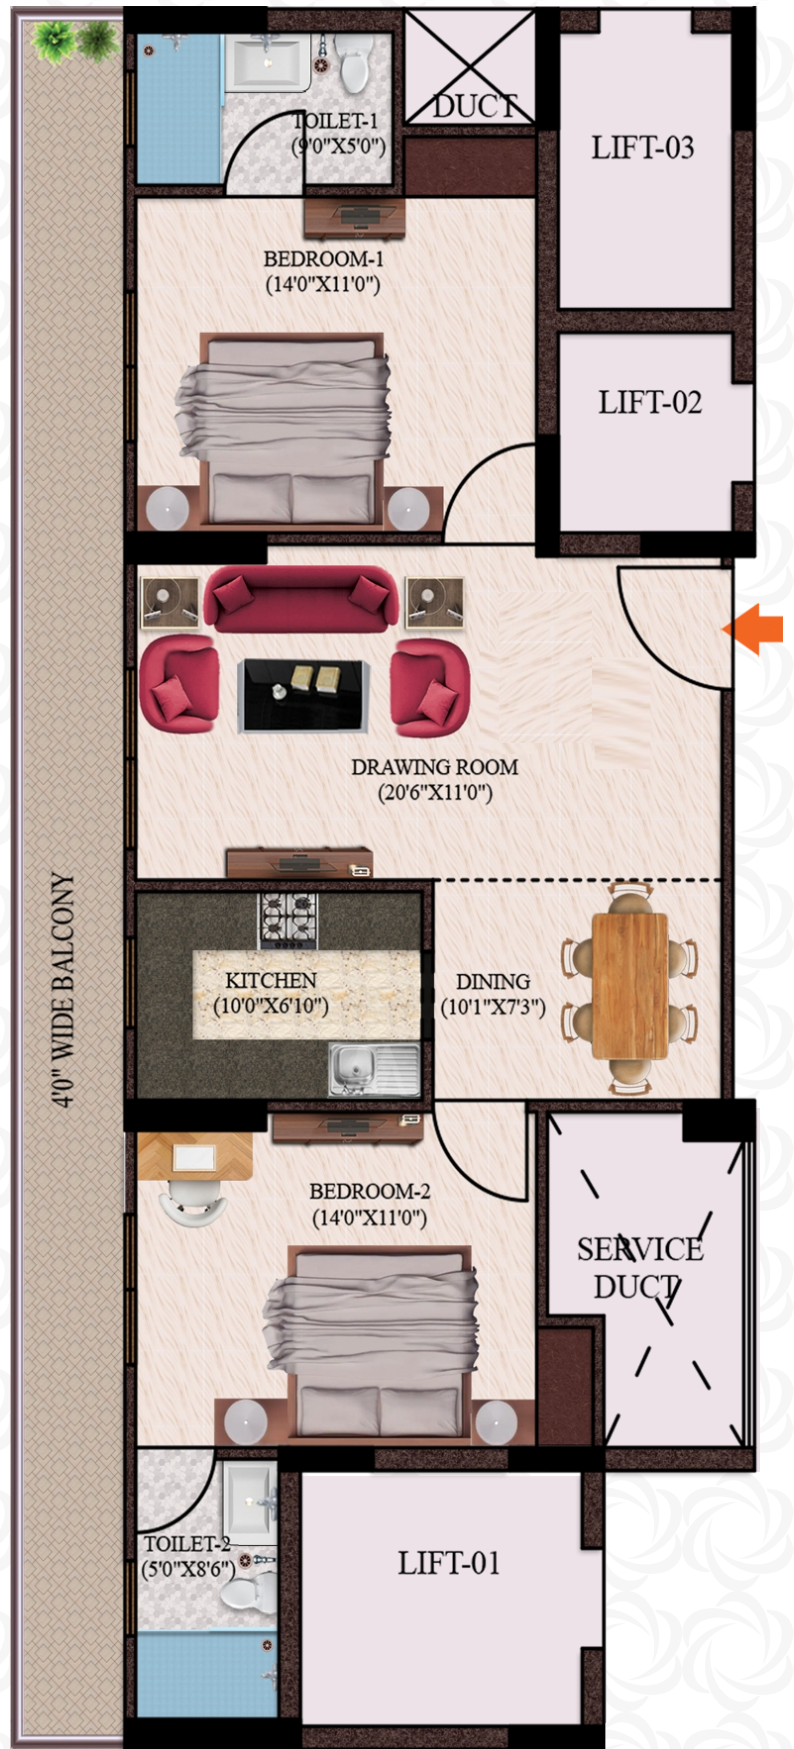 TOILET-1
(9'0"X5'0")
DUCT
LIFT-03
BEDROOM-1
(14'0"X11'0")
LIFT-02
DRAWING ROOM
(20'6"X11'0")
4'0" WIDE BALCONY
KITCHEN
(10'0"X6'10")
DINING
(10'1"X7'3")
BEDROOM-2
(14'0"X11'0")
SERVICE
DUCT
TOILET-2
(5'0"X8'6")
LIFT-01